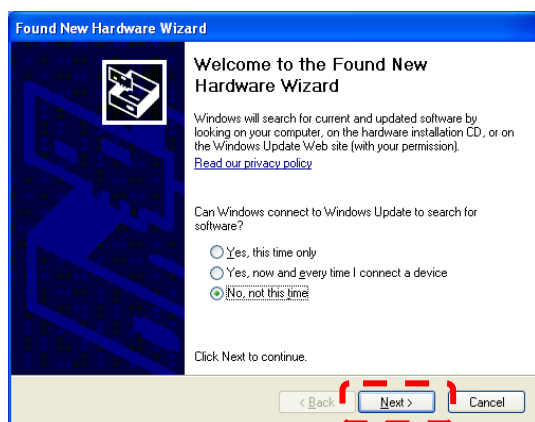 Found New Hardware Wizard
Welcome to the Found New
Hardware Wizard
Windows will search for current and updated software by
looking on your computer, on the hardware installation CD, or on
the Windows Update Web site (with your permission).
Read our privacy policy
Can Windows connect to Windows Update to search for
software?
Yes, this time only
Yes, now and every time I connect a device
No, not this time
Click Next to continue.
< Back
Next >
Cancel